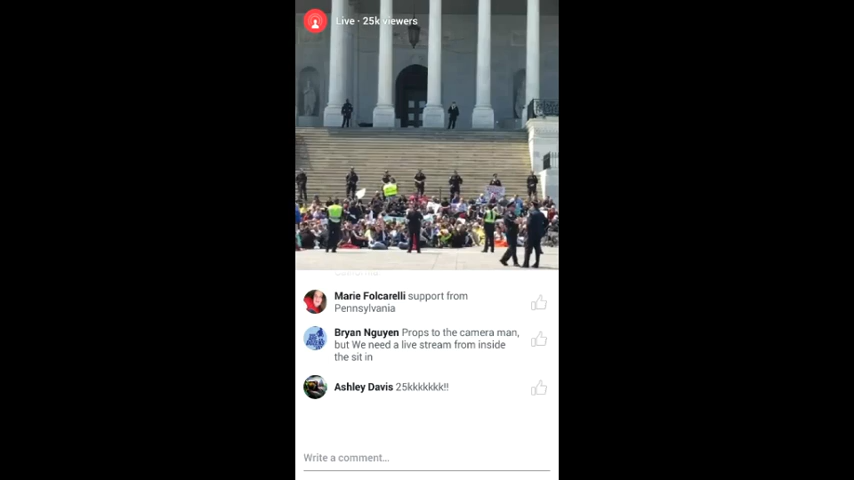 Live · 25k viewers
Marie Folcarelli support from
Pennsylvania
Bryan Nguyen Props to the camera man,
but We need a live stream from inside
the sit in
Ashley Davis 25kkkkkkk!!
Write a comment...